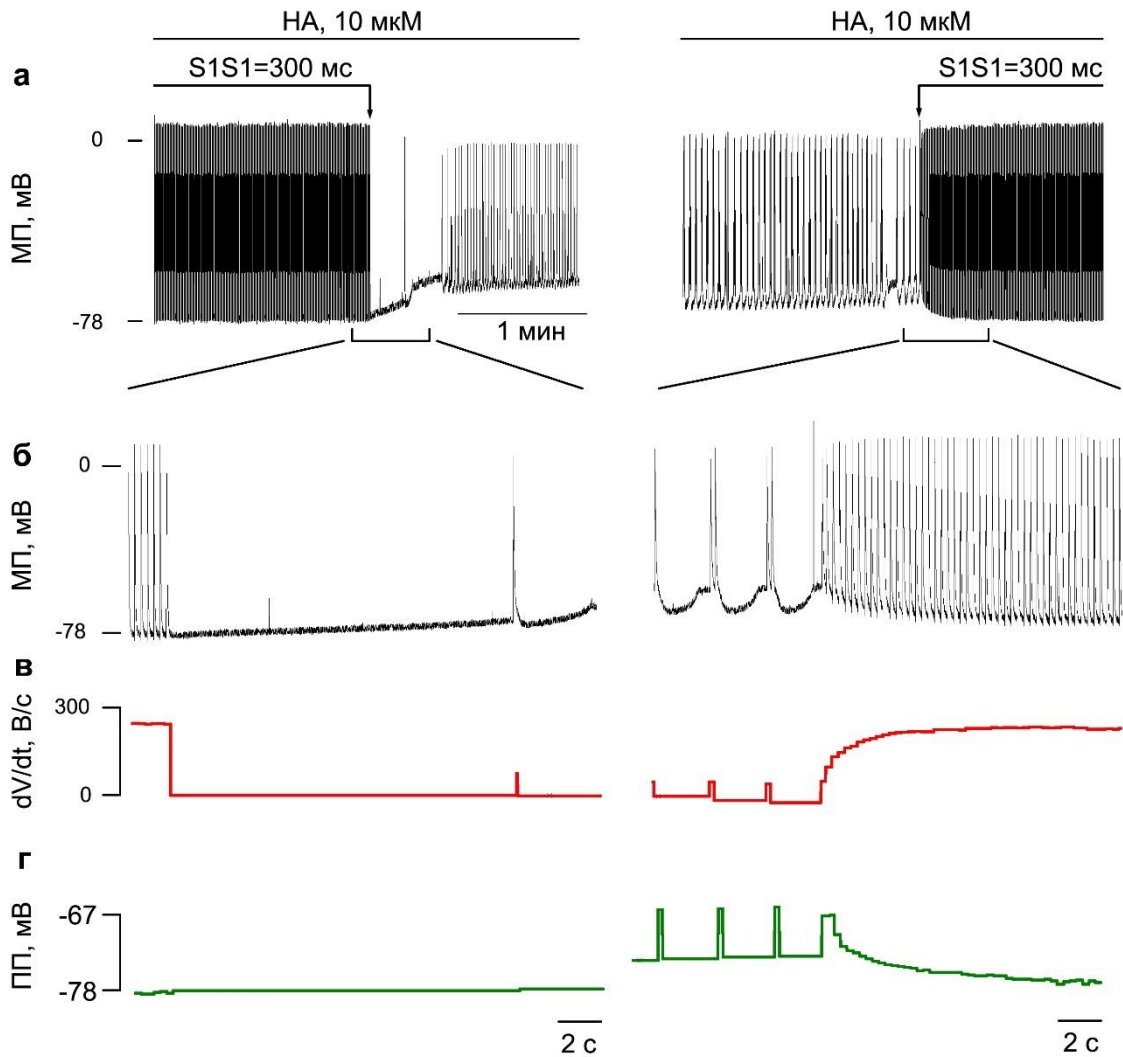 НА, 10 мкМ
НА, 10 мкМ
а
S1S1=300 мс
S1S1=300 мс
0
МП, мВ
-78
1 мин
б
0
МП, мВ
-78
в
300
dV/dt, В/с
0
г
-67
ПП, мВ
-78
2 с
2 с